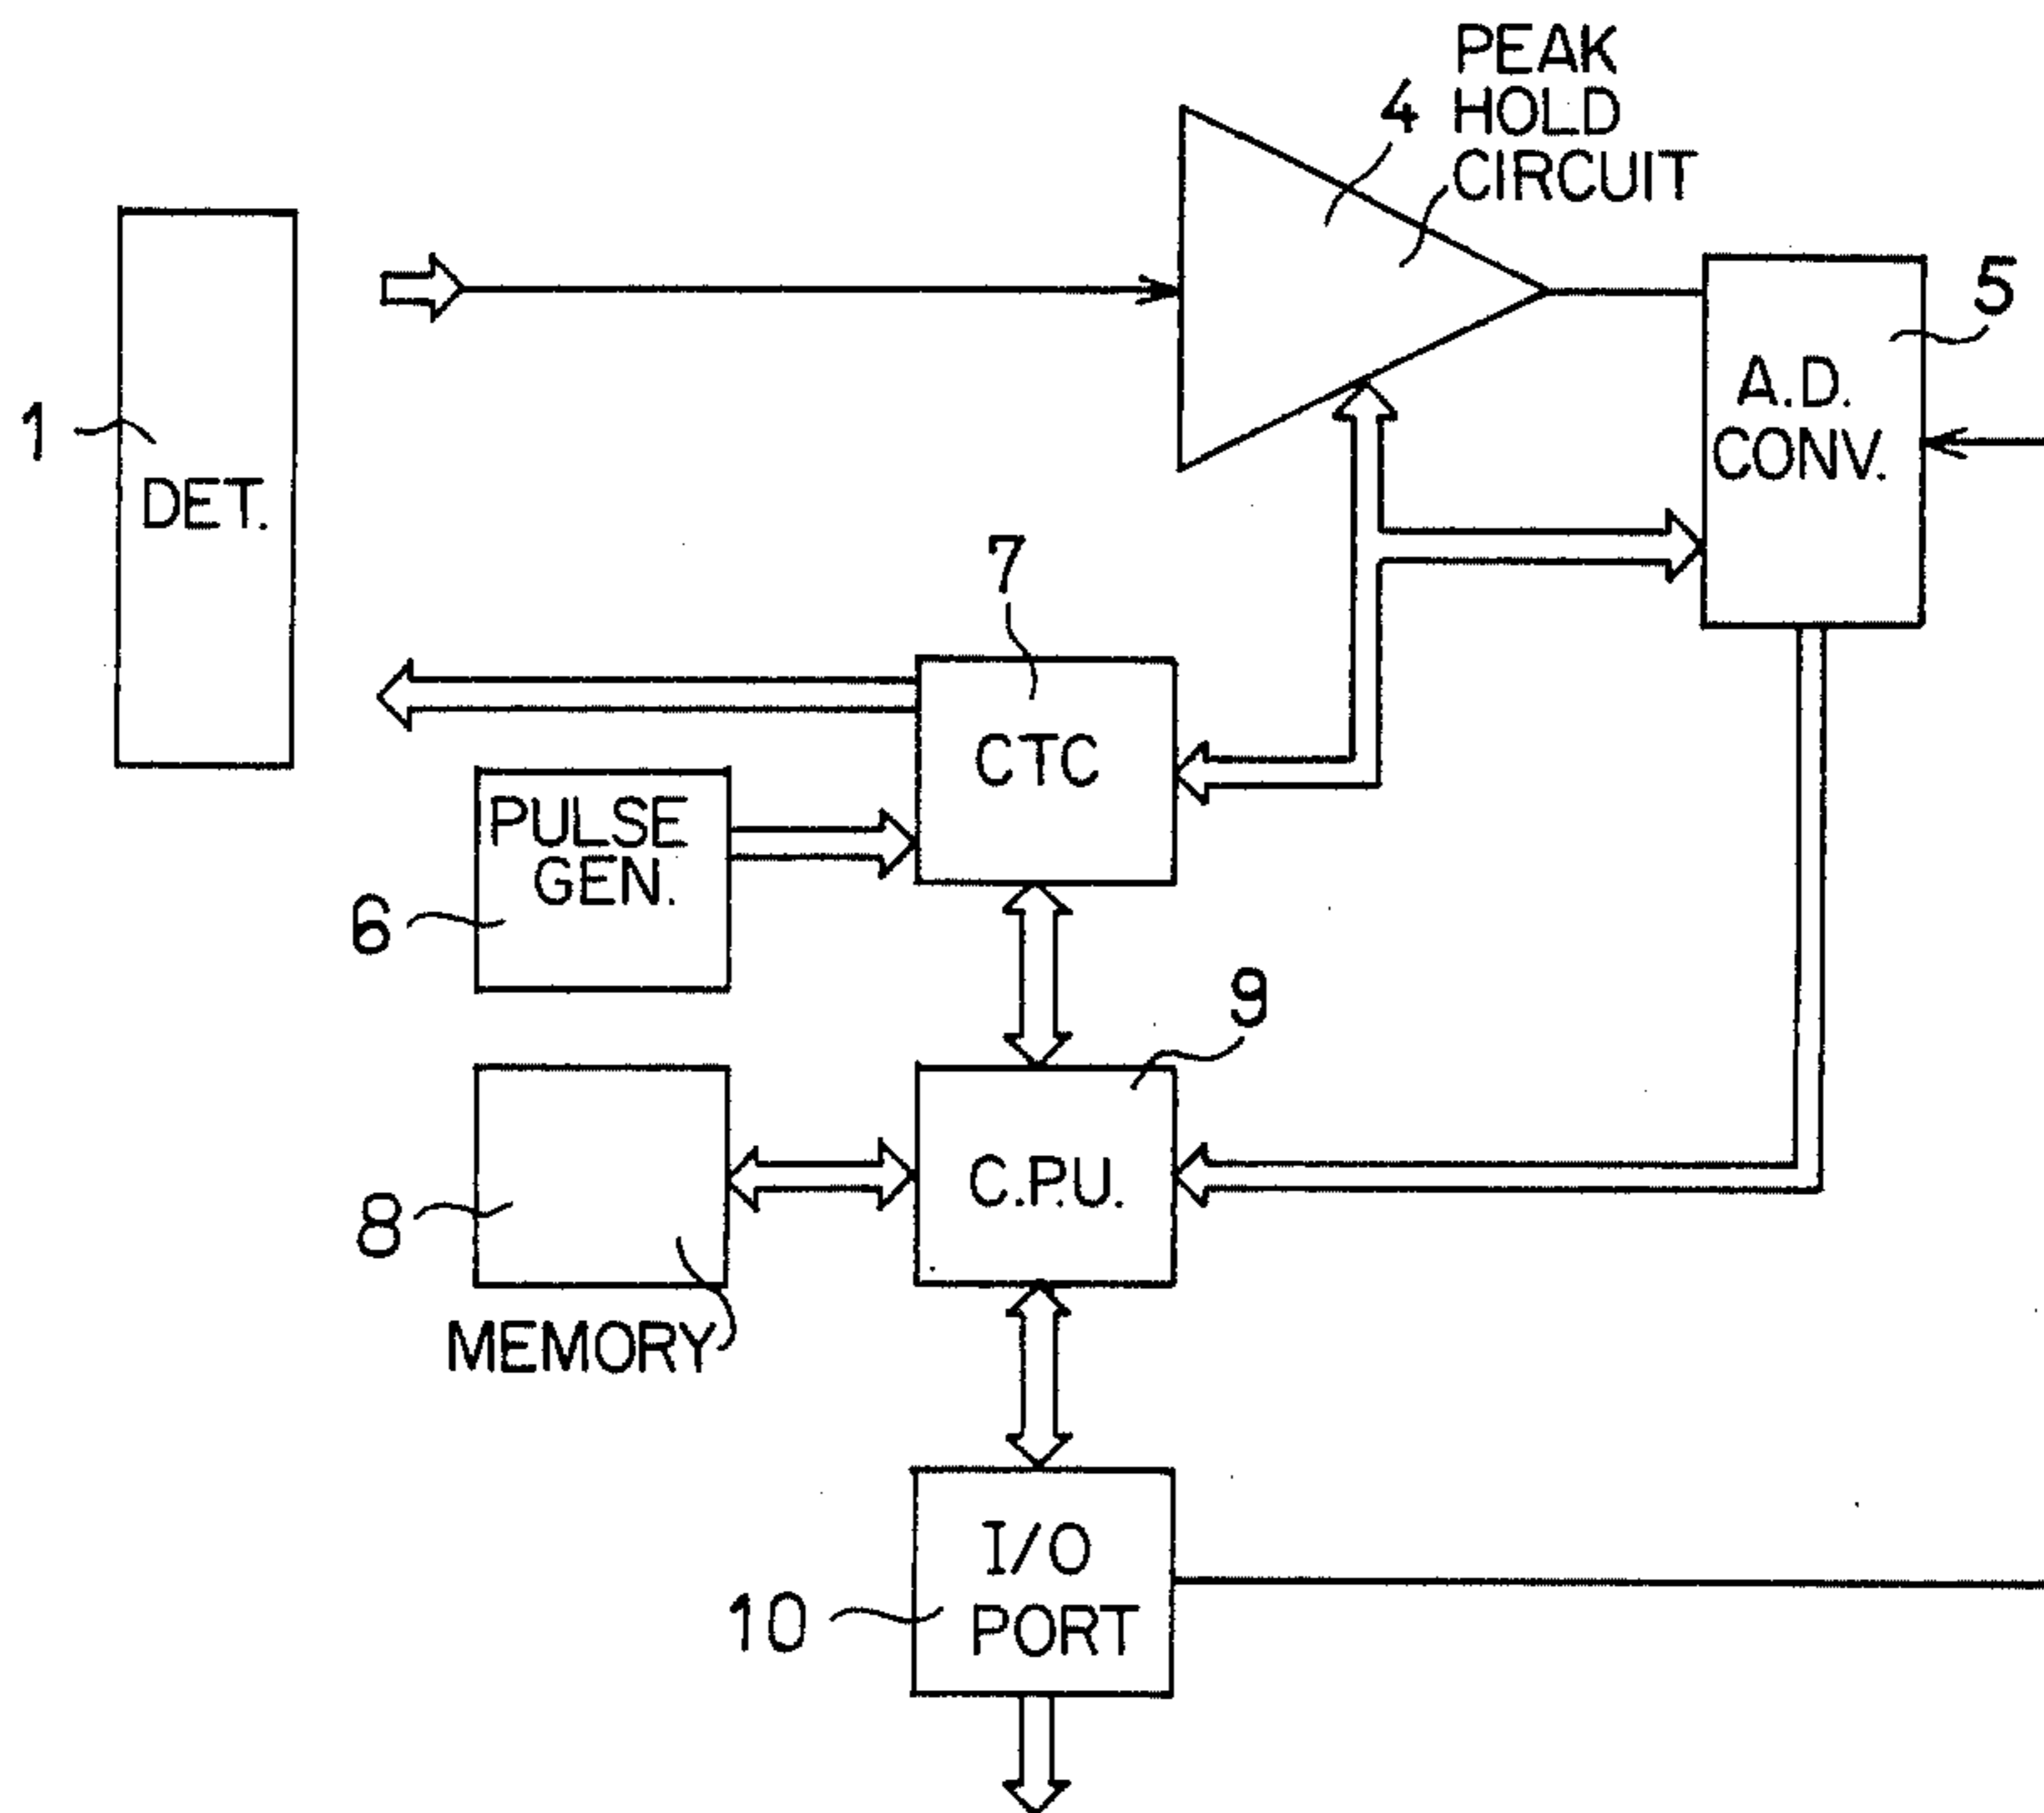 PEAK
HOLD
CIRCUIT
4
5
1
DET.
A.D.
CONV.
7
CTC
PULSE
GEN.
6
9
C.P.U.
8
MEMORY
I/O
PORT
10